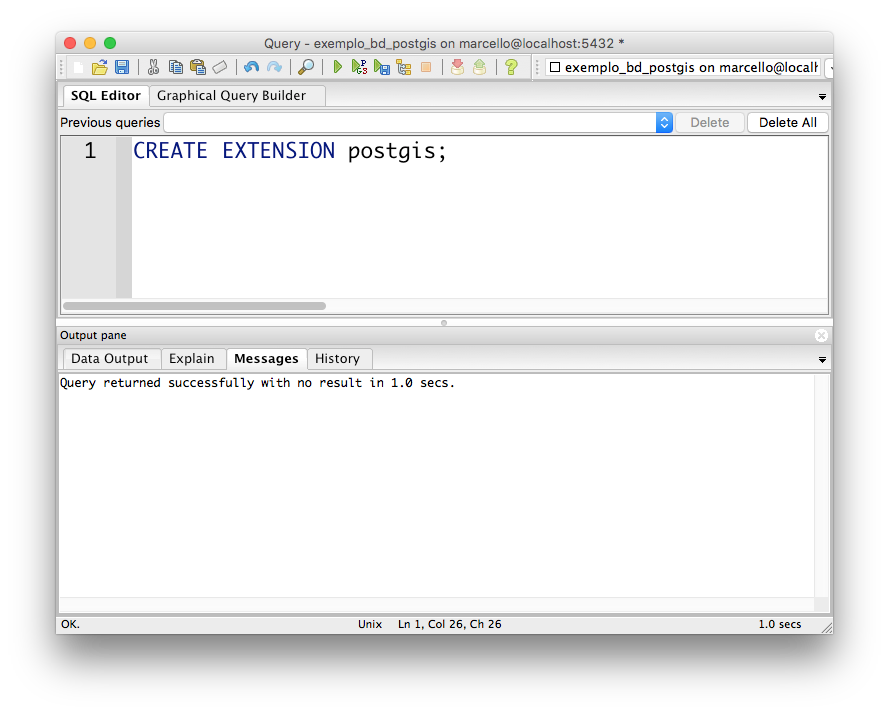 Query - exemplo_bd_postgis on marcello@localhost:5432 *
exemplo_bd_postgis on marcello@localh
SQL Editor Graphical Query Builder
Previous queries Delete Delete All
1 CREATE EXTENSION postgis;
Output pane
Data Output Explain Messages History
Query returned successfully with no result in 1.0 secs.
OK. Unix Ln 1, Col 26, Ch 26 1.0 secs